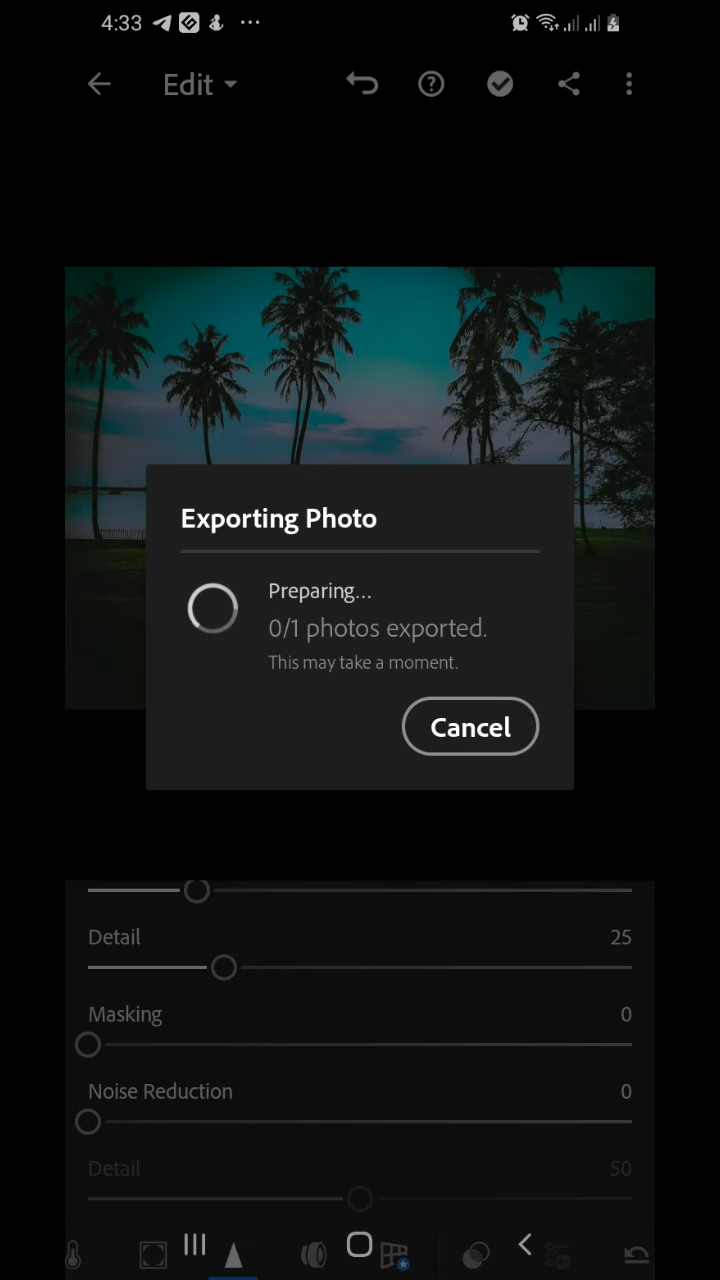 4:33
Edit
Exporting Photo
Preparing...
0/1 photos exported.
This may take a moment.
Cancel
Detail 25
Masking 0
Noise Reduction 0
Detail 50